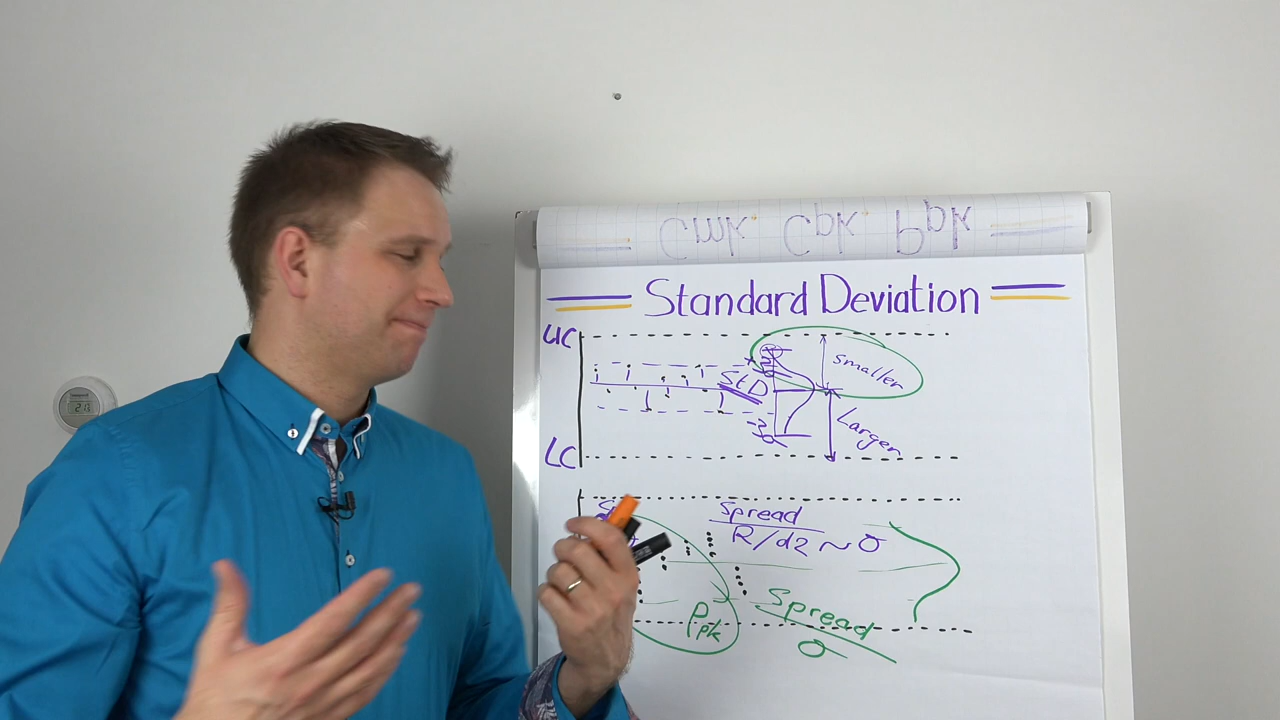 Cmk Cpk Ppk
Standard Deviation
UC
smaller
StD
Larger
LC
Spread
R/d2 ~ σ
Ppk
Spread
σ